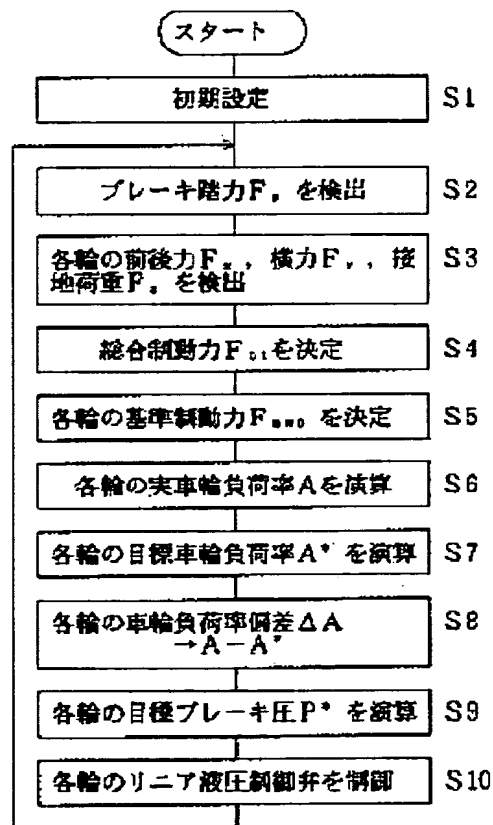 スタート
初期設定 S1
ブレーキ踏力F を検出 S2
各輪の前後力Fx, 横力Fy, 接 S3
地荷重Fz を検出
総合制動力F を決定 S4
各輪の基準制動力F を決定 S5
各輪の実車輪負荷率Aを演算 S6
各輪の目標車輪負荷率A* を演算 S7
各輪の車輪負荷率偏差ΔA S8
→A-A*
各輪の目標ブレーキ圧P* を演算 S9
各輪のリニア液圧制御弁を制御 S10